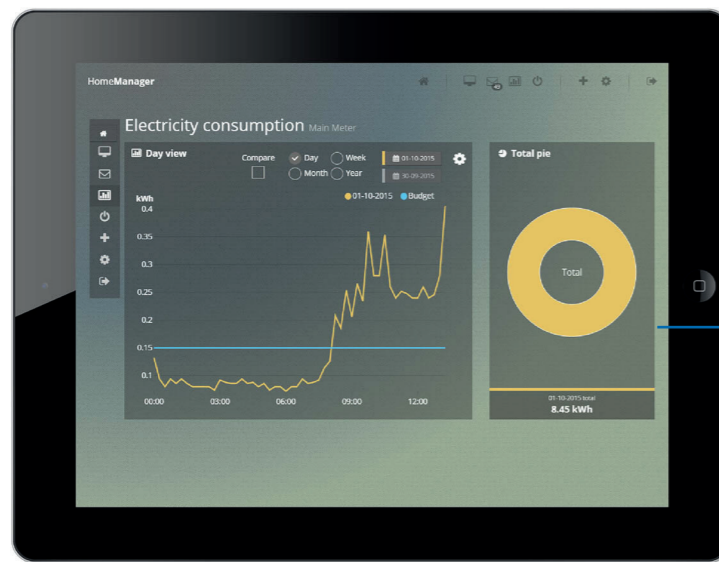 HomeManager
43
Electricity consumption Main Meter
Day view
Compare
Day
Week
01-10-2015
Month
Year
30-09-2015
Total pie
kWh
01-10-2015
Budget
0.4
0.35
0.3
0.25
0.2
0.15
0.1
00:00 03:00 06:00 09:00 12:00
Total
01-10-2015 total
8.45 kWh